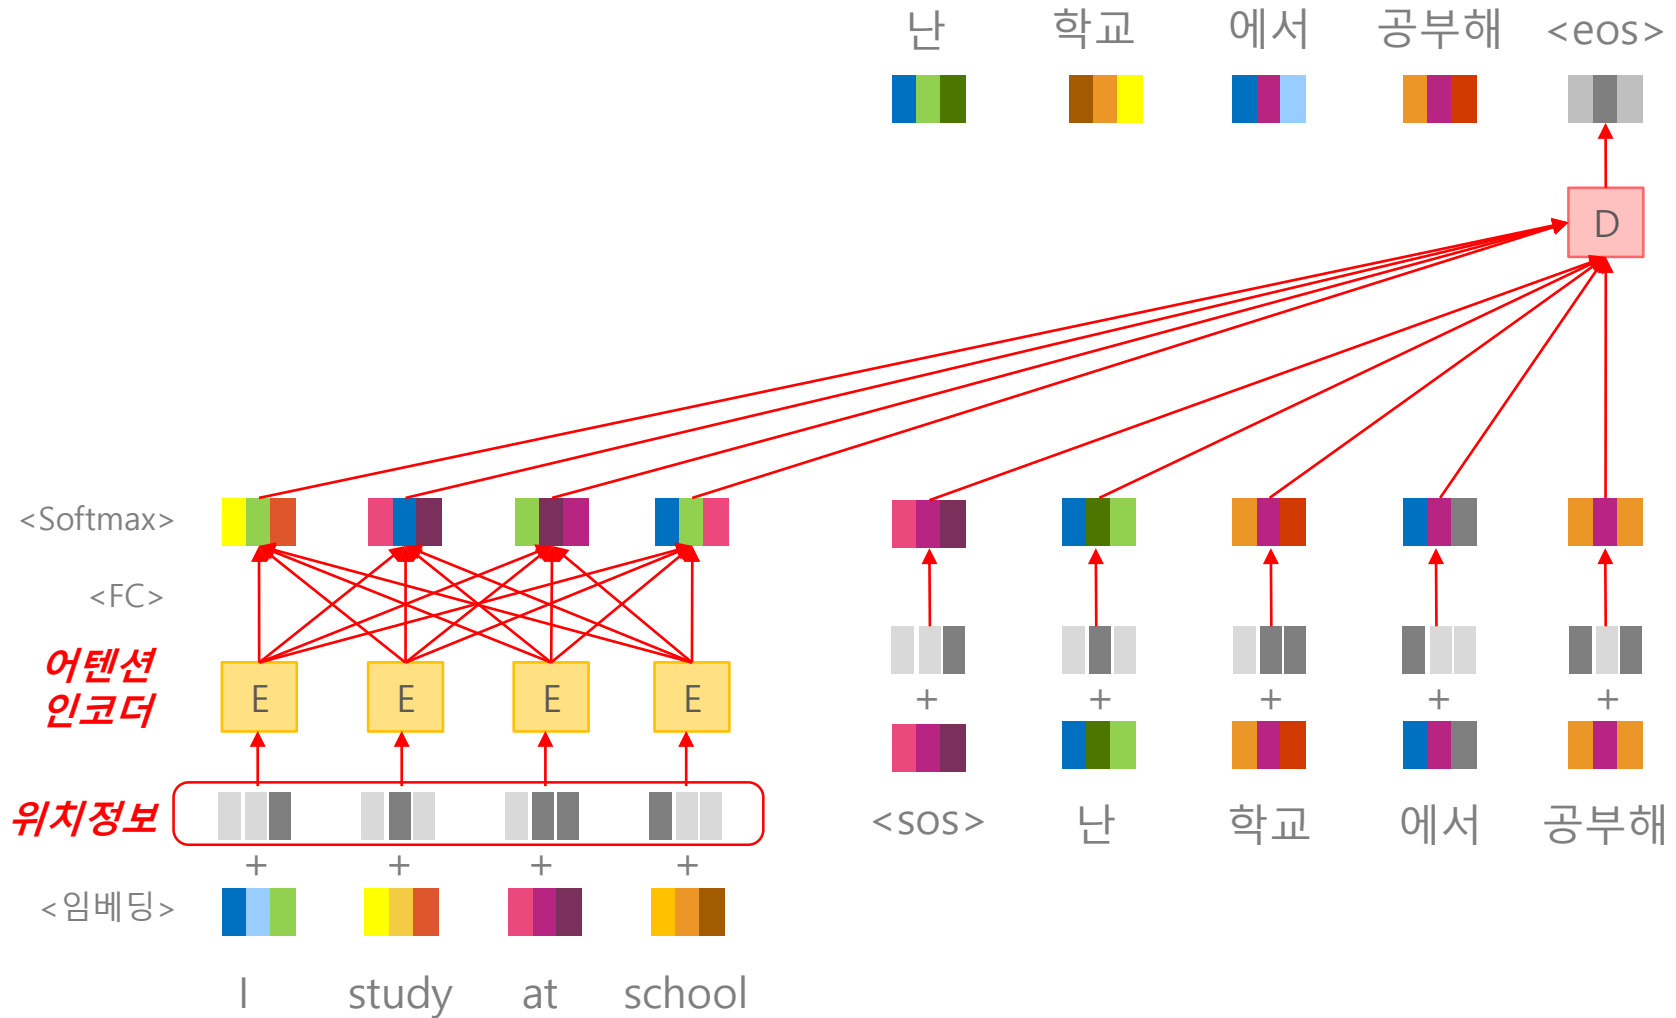 난 학교 에서 공부해 <eos>
D
<Softmax>
<FC>
어텐션
인코더
E E E E
위치정보
+ + + +
<임베딩>
I study at school
+ + + + +
<sos> 난 학교 에서 공부해